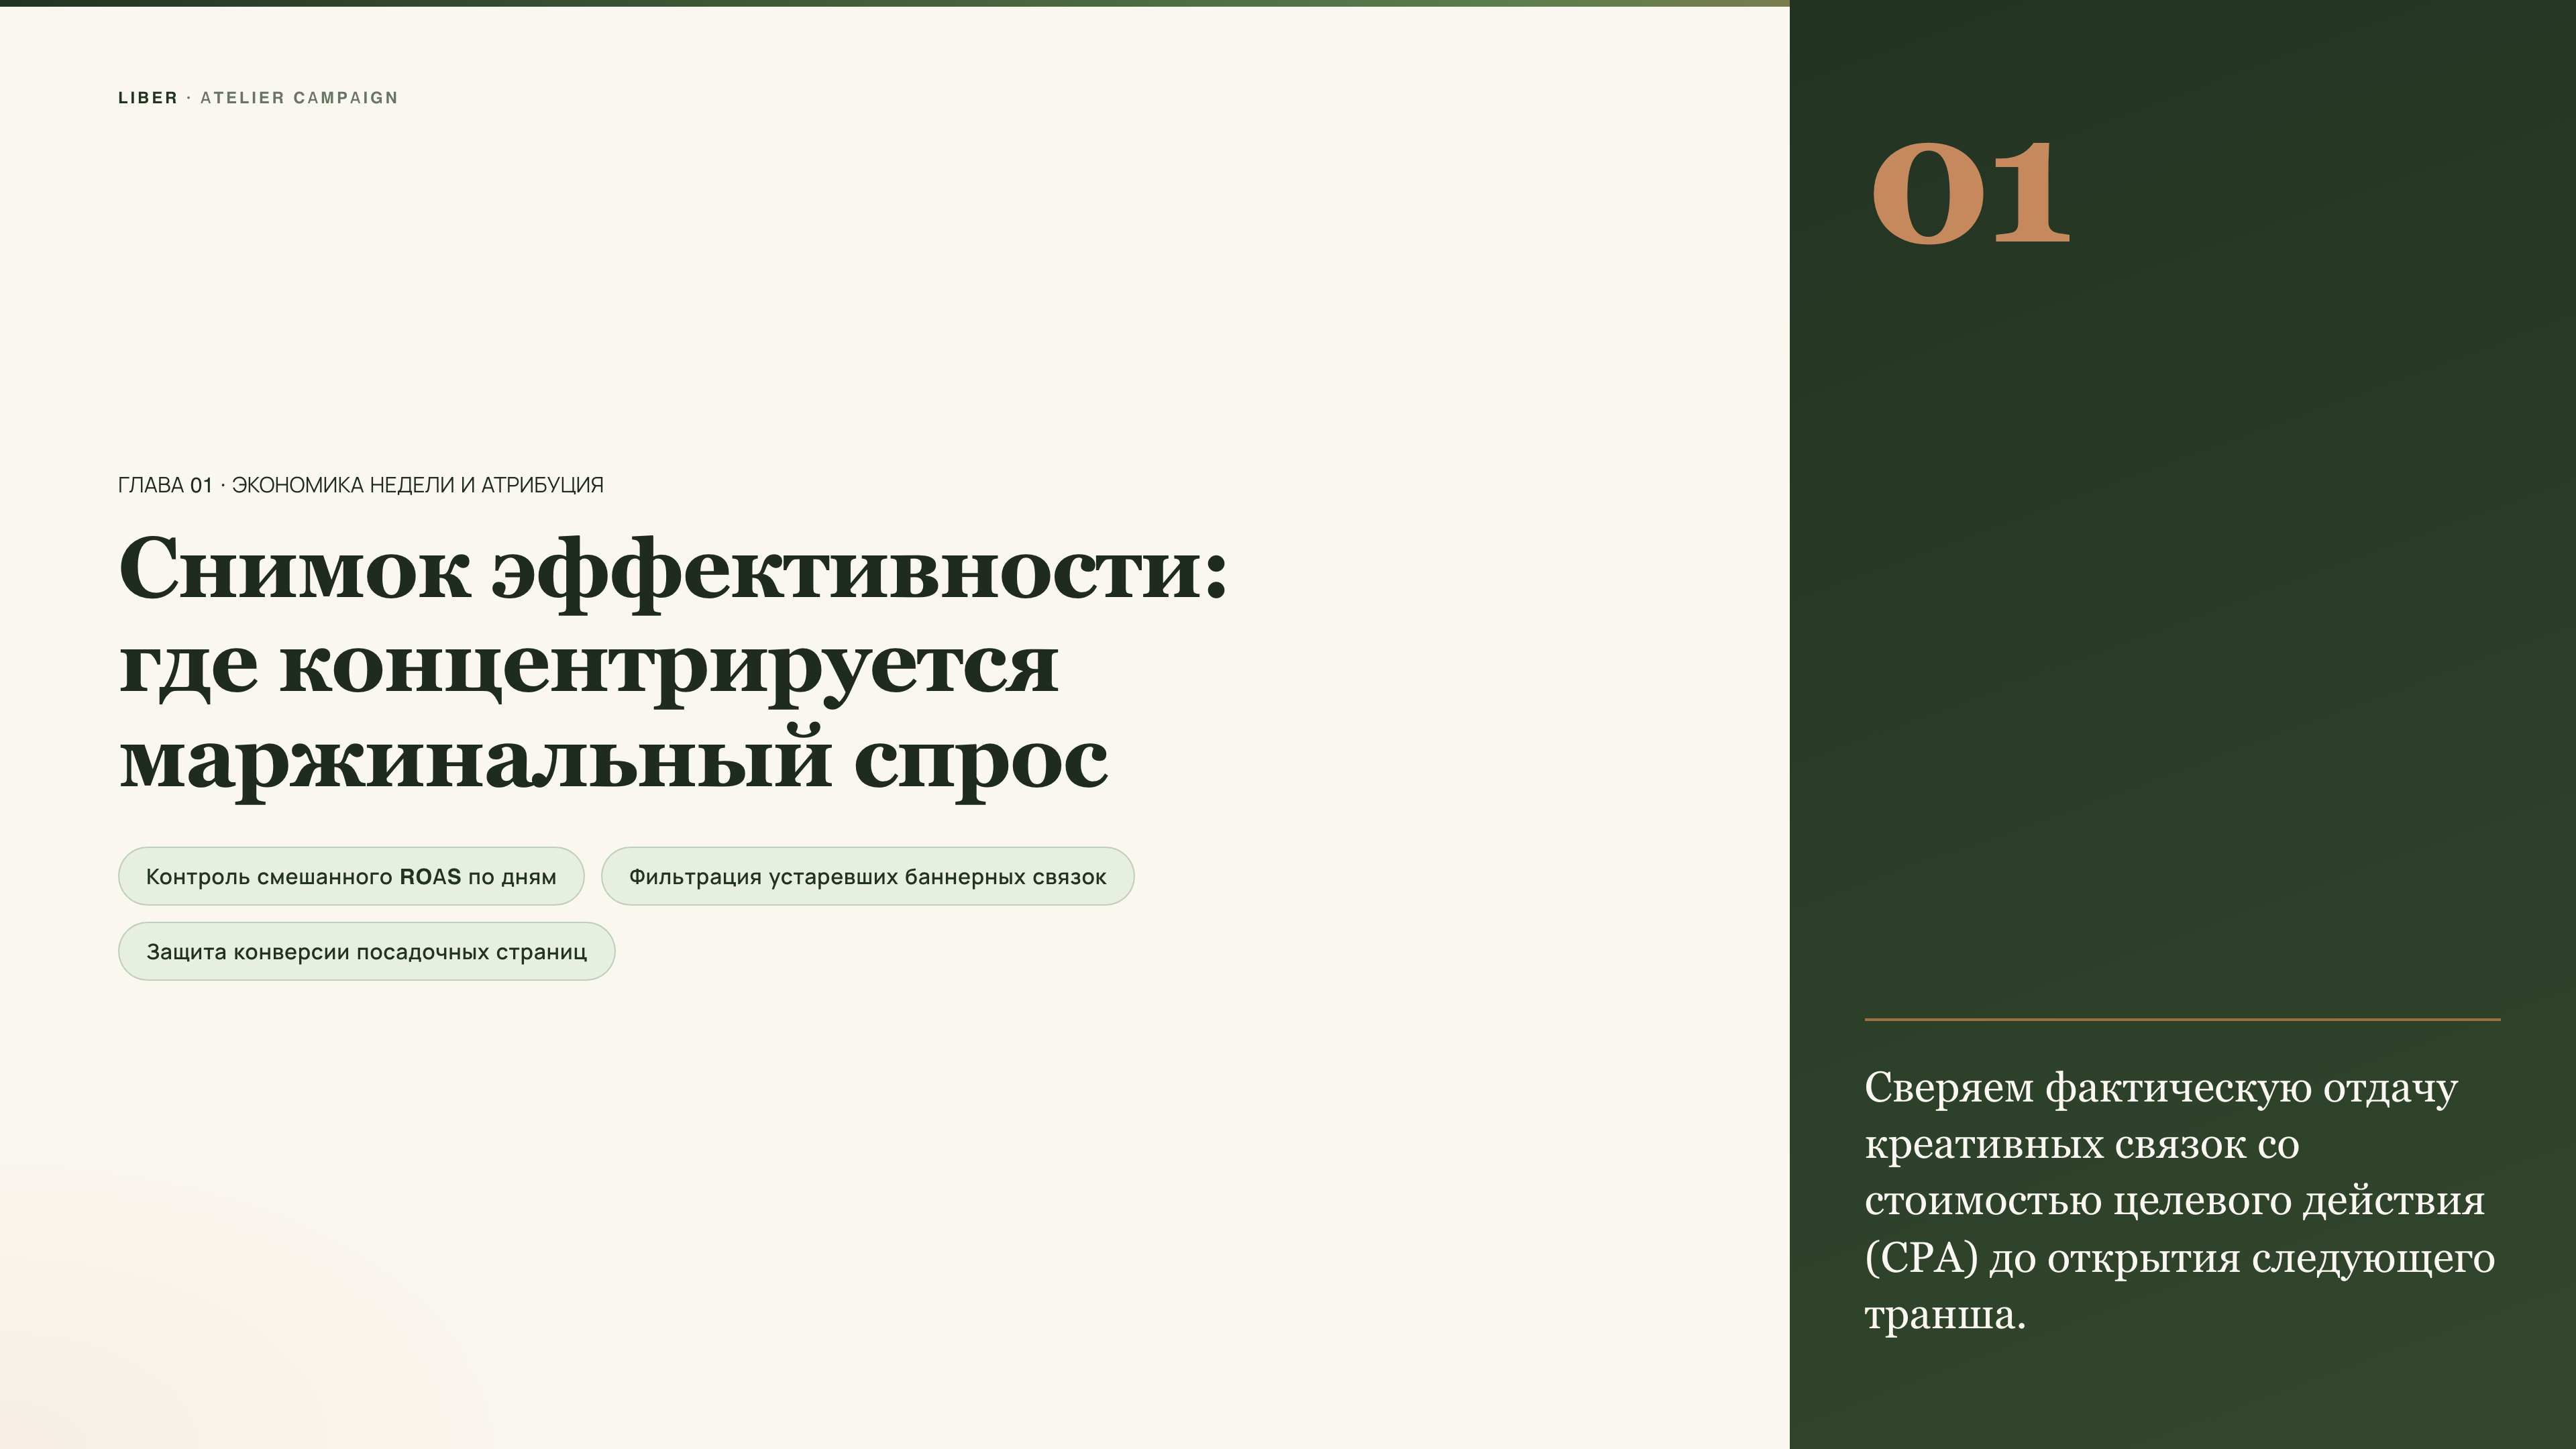 LIBER · ATELIER CAMPAIGN
ГЛАВА 01 · ЭКОНОМИКА НЕДЕЛИ И АТРИБУЦИЯ
Снимок эффективности:
где концентрируется
маржинальный спрос
Контроль смешанного ROAS по дням
Фильтрация устаревших баннерных связок
Защита конверсии посадочных страниц
01
Сверяем фактическую отдачу
креативных связок со
стоимостью целевого действия
(CPA) до открытия следующего
транша.